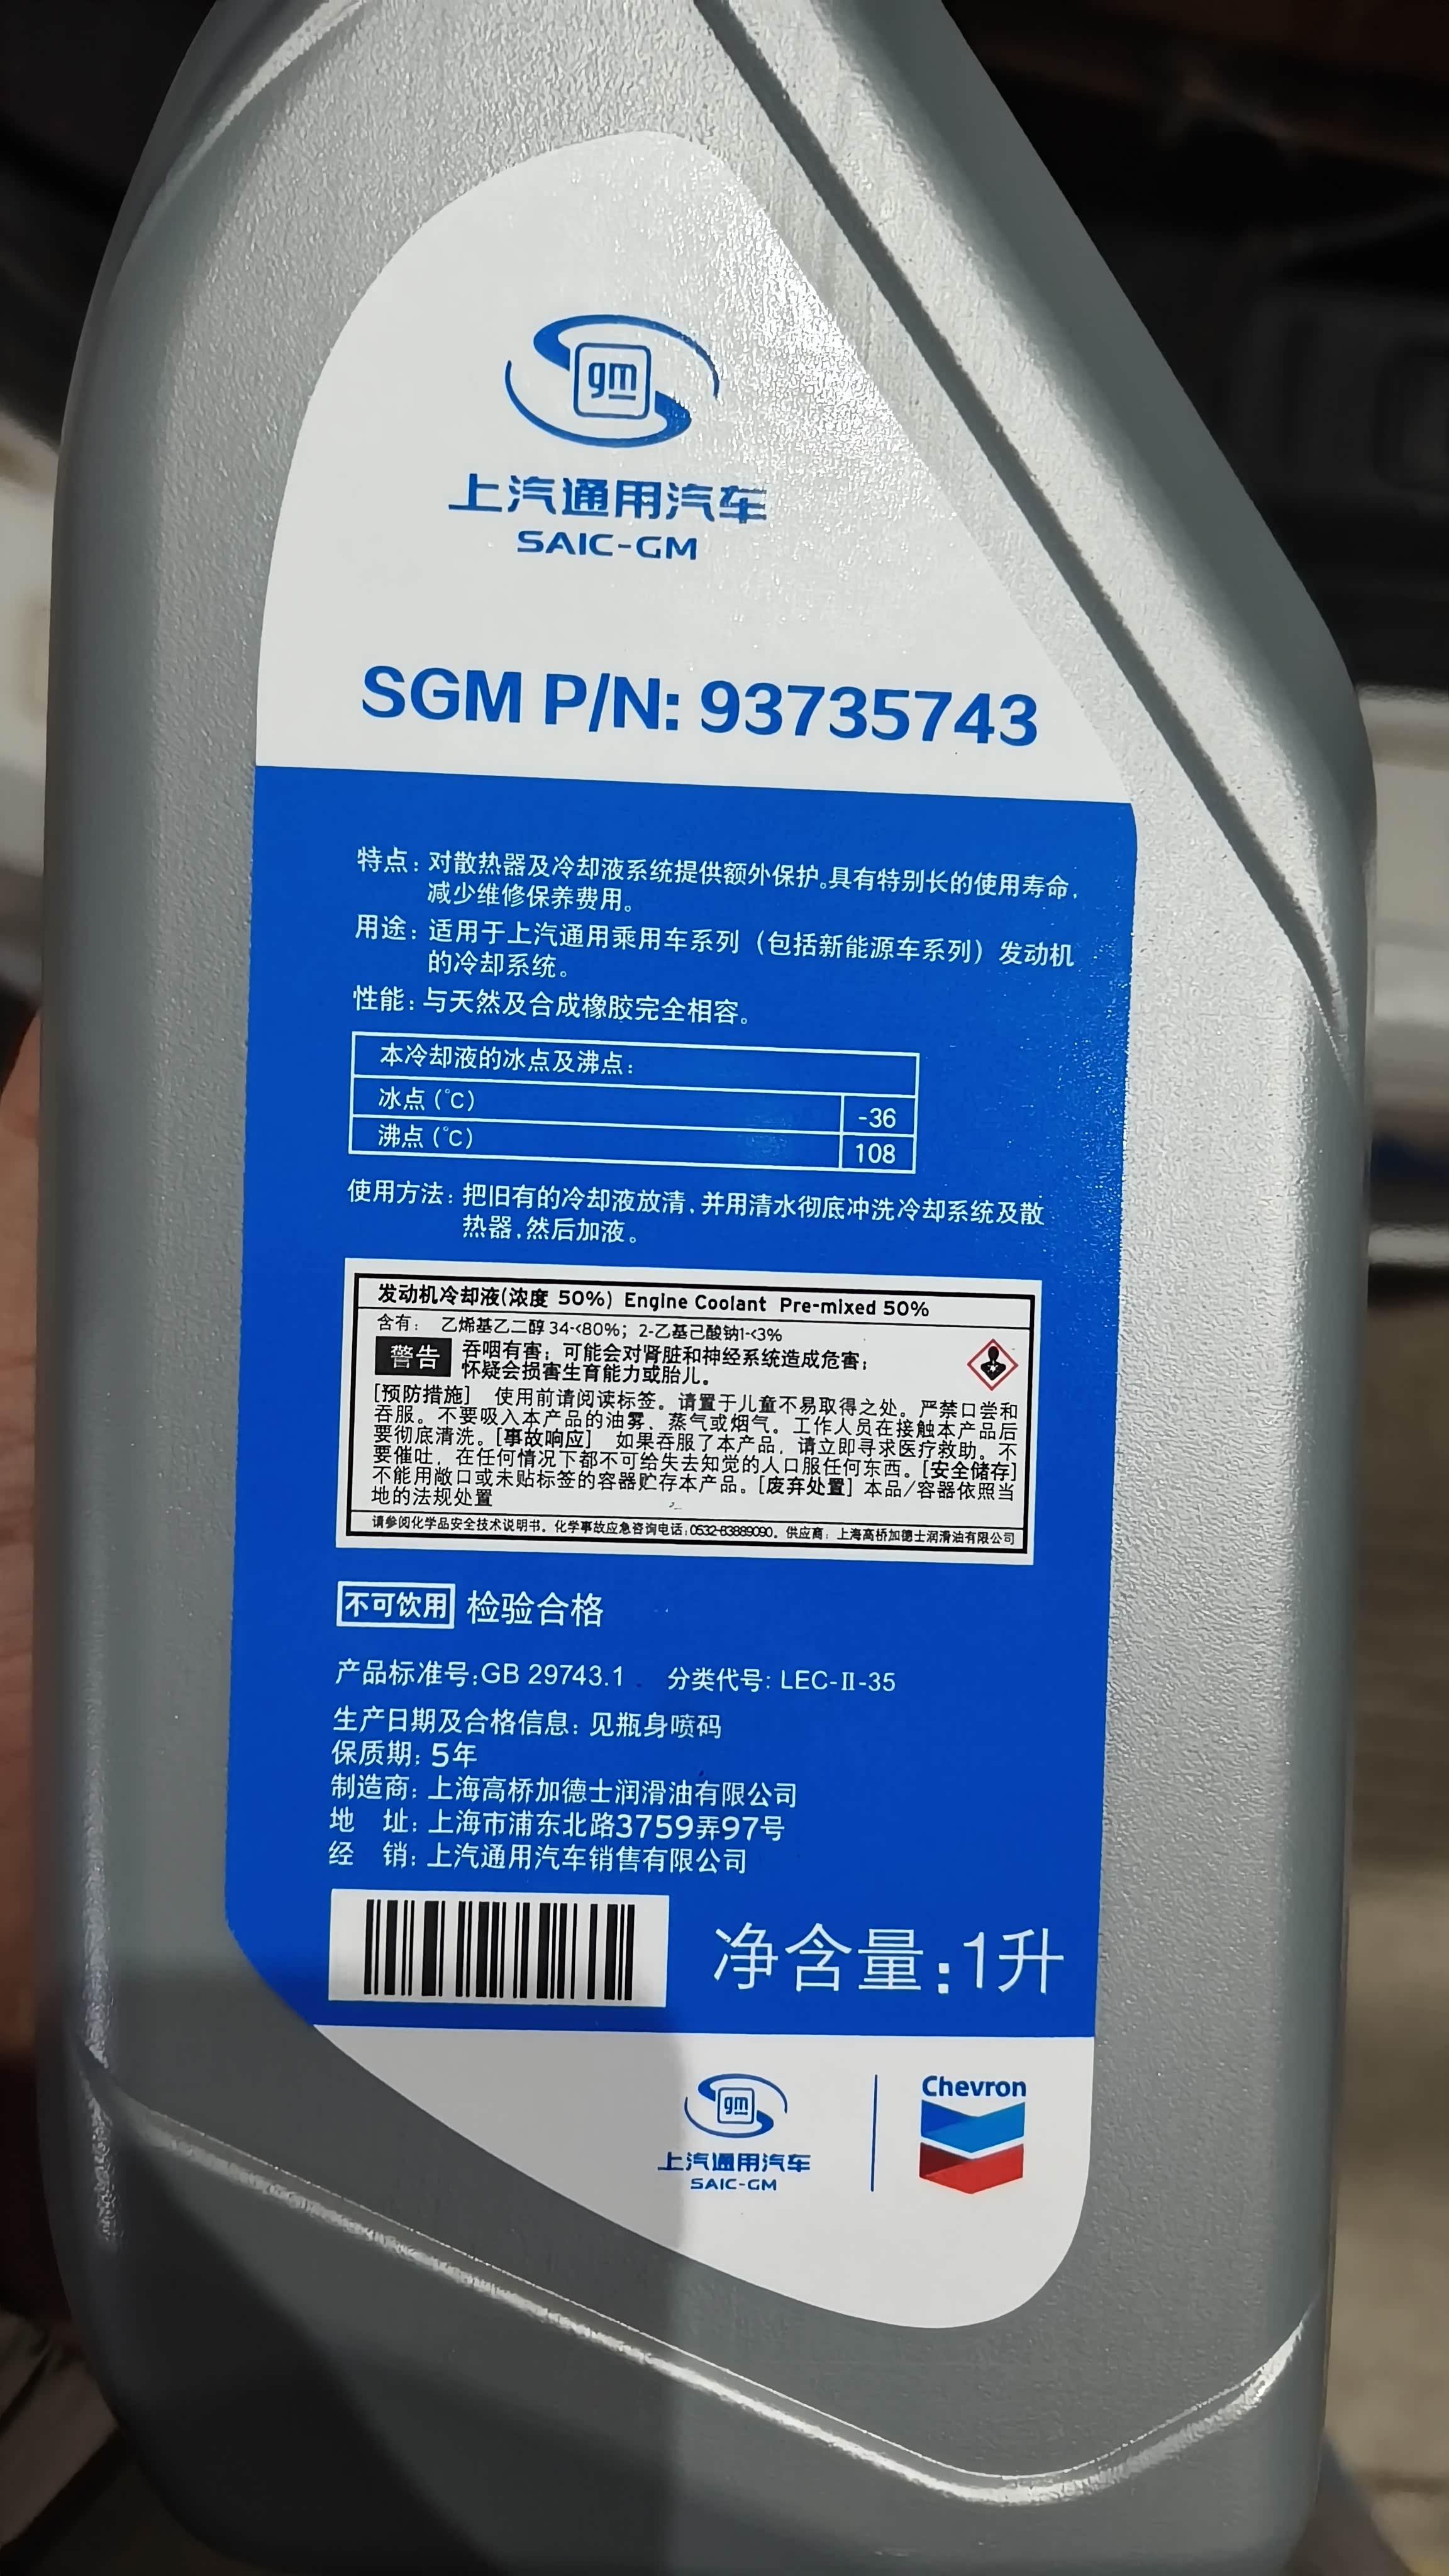 gm
上汽通用汽车
SAIC-GM
SGM P/N: 93735743
特点：对散热器及冷却液系统提供额外保护。具有特别长的使用寿命，
减少维修保养费用。
用途：适用于上汽通用乘用车系列（包括新能源车系列）发动机
的冷却系统。
性能：与天然及合成橡胶完全相容。
本冷却液的冰点及沸点：
冰点(℃) -36
沸点(℃) 108
使用方法：把旧有的冷却液放清，并用清水彻底冲洗冷却系统及散
热器，然后加液。
发动机冷却液(浓度 50%) Engine Coolant Pre-mixed 50%
含有： 乙烯基乙二醇 34-<80%；2-乙基己酸钠1-<3%
警告 吞咽有害；可能会对肾脏和神经系统造成危害；
怀疑会损害生育能力或胎儿。
[预防措施] 使用前请阅读标签。请置于儿童不易取得之处。严禁口尝和
吞服。不要吸入本产品的油雾、蒸气或烟气。工作人员在接触本产品后
要彻底清洗。[事故响应] 如果吞服了本产品，请立即寻求医疗救助。不
要催吐，在任何情况下都不可给失去知觉的人口服任何东西。[安全储存]
不能用敞口或未贴标签的容器贮存本产品。[废弃处置] 本品/容器依照当
地的法规处置
请参阅化学品安全技术说明书。化学事故应急咨询电话：0532-83889090。供应商：上海高桥加德士润滑油有限公司
不可饮用 检验合格
产品标准号：GB 29743.1 分类代号：LEC-Ⅱ-35
生产日期及合格信息：见瓶身喷码
保质期：5年
制造商：上海高桥加德士润滑油有限公司
地 址：上海市浦东北路3759弄97号
经 销：上汽通用汽车销售有限公司
净含量：1升
gm
上汽通用汽车
SAIC-GM
Chevron